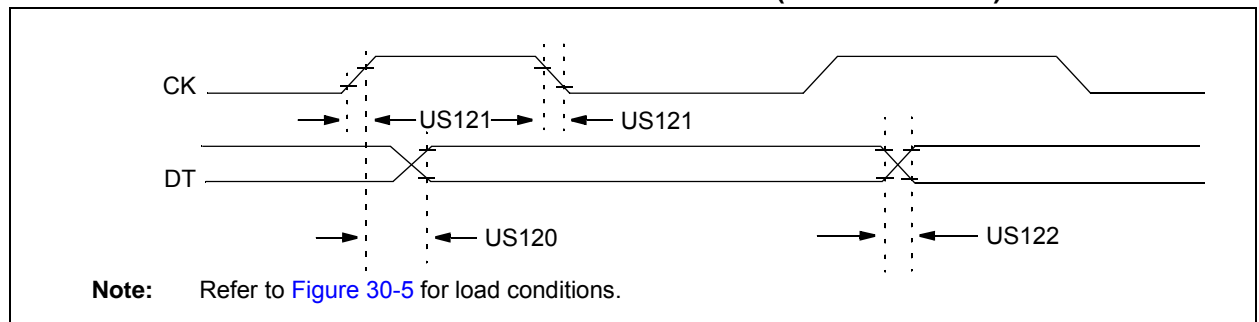 CK
US121 US121
DT
US120 US122
Note: Refer to Figure 30-5 for load conditions.